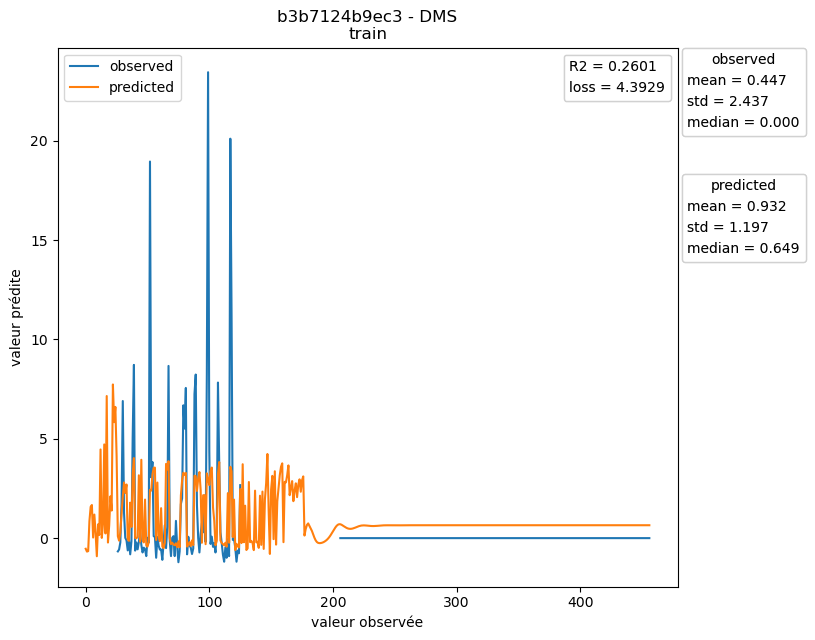 b3b7124b9ec3 - DMS
train
observed
predicted
R2 = 0.2601
loss = 4.3929
observed
mean = 0.447
std = 2.437
median = 0.000
predicted
mean = 0.932
std = 1.197
median = 0.649
valeur prédite
20
15
10
5
0
0 100 200 300 400
valeur observée